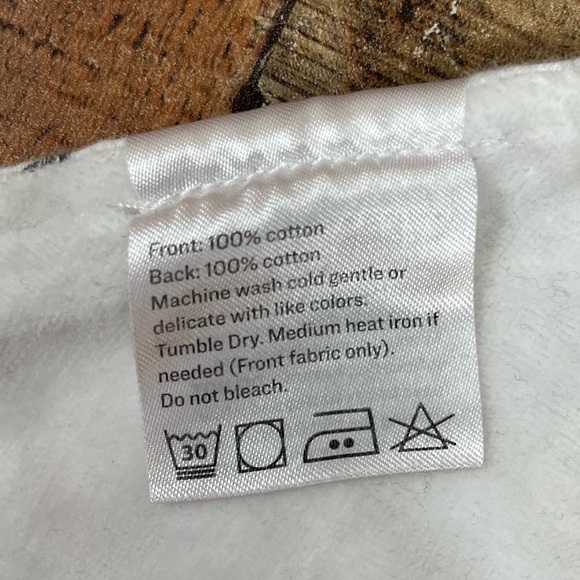 Front: 100% cotton
Back: 100% cotton
Machine wash cold gentle or
delicate with like colors.
Tumble Dry. Medium heat iron if
needed (Front fabric only).
Do not bleach.
30